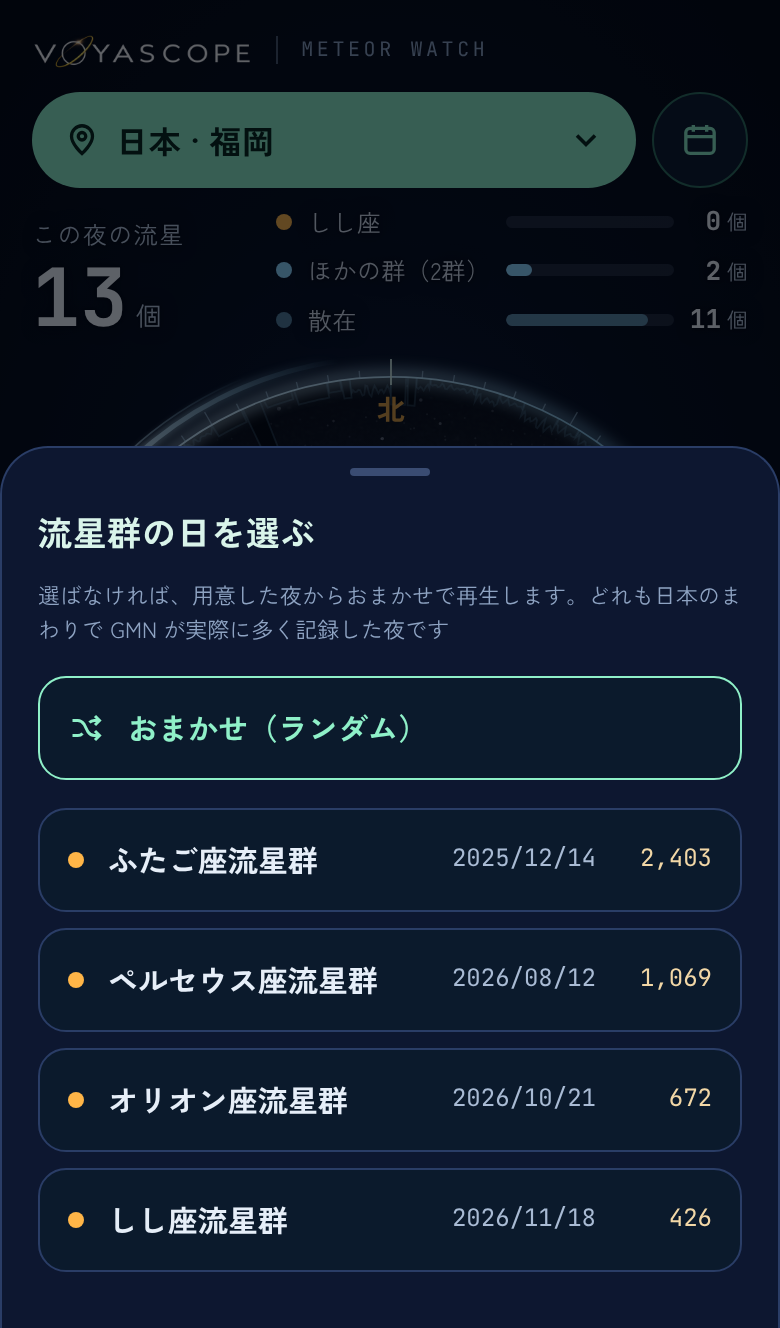 VOYASCOPE METEOR WATCH
日本・福岡
この夜の流星
13 個
しし座 0 個
ほかの群（2群） 2 個
散在 11 個
北
流星群の日を選ぶ
選ばなければ、用意した夜からおまかせで再生します。どれも日本のま
わりで GMN が実際に多く記録した夜です
おまかせ（ランダム）
ふたご座流星群 2025/12/14 2,403
ペルセウス座流星群 2026/08/12 1,069
オリオン座流星群 2026/10/21 672
しし座流星群 2026/11/18 426